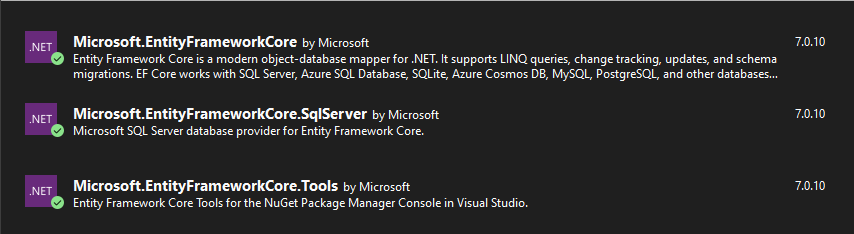 .NET
Microsoft.EntityFrameworkCore by Microsoft 7.0.10
Entity Framework Core is a modern object-database mapper for .NET. It supports LINQ queries, change tracking, updates, and schema
migrations. EF Core works with SQL Server, Azure SQL Database, SQLite, Azure Cosmos DB, MySQL, PostgreSQL, and other databases...
.NET
Microsoft.EntityFrameworkCore.SqlServer by Microsoft 7.0.10
Microsoft SQL Server database provider for Entity Framework Core.
.NET
Microsoft.EntityFrameworkCore.Tools by Microsoft 7.0.10
Entity Framework Core Tools for the NuGet Package Manager Console in Visual Studio.